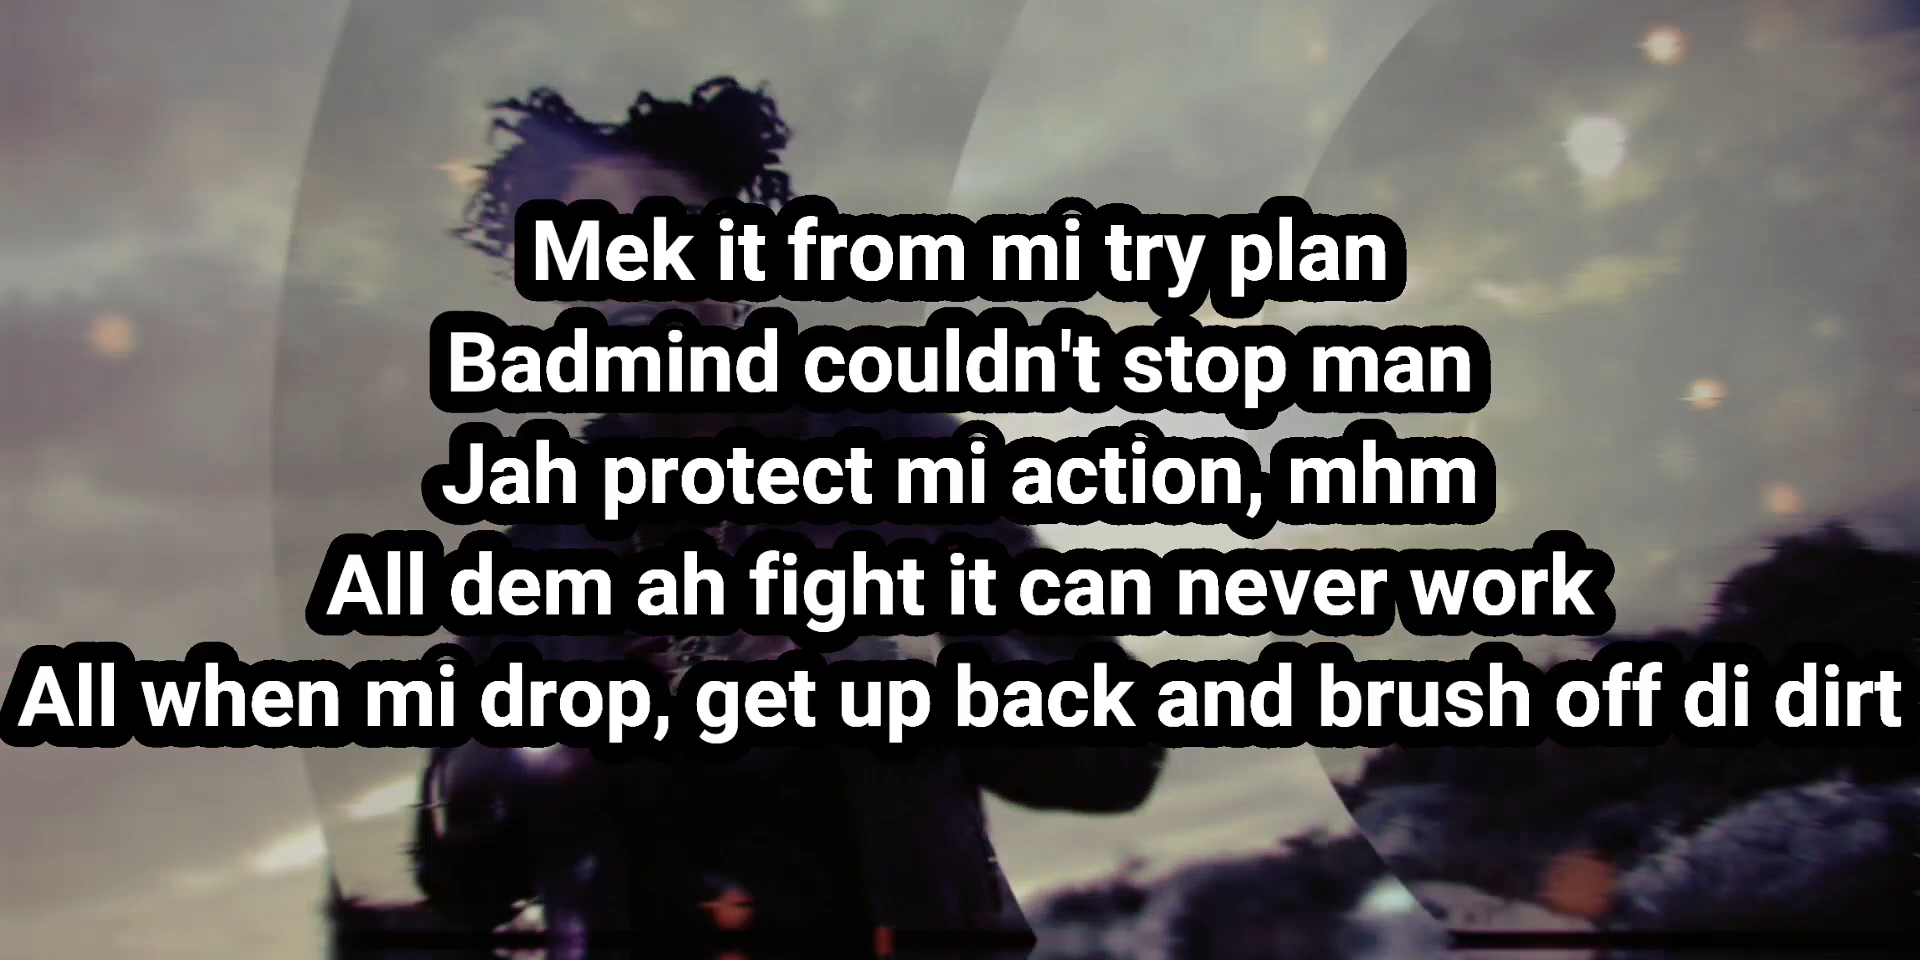 Mek it from mi try plan
Badmind couldn't stop man
Jah protect mi action, mhm
All dem ah fight it can never work
All when mi drop, get up back and brush off di dirt